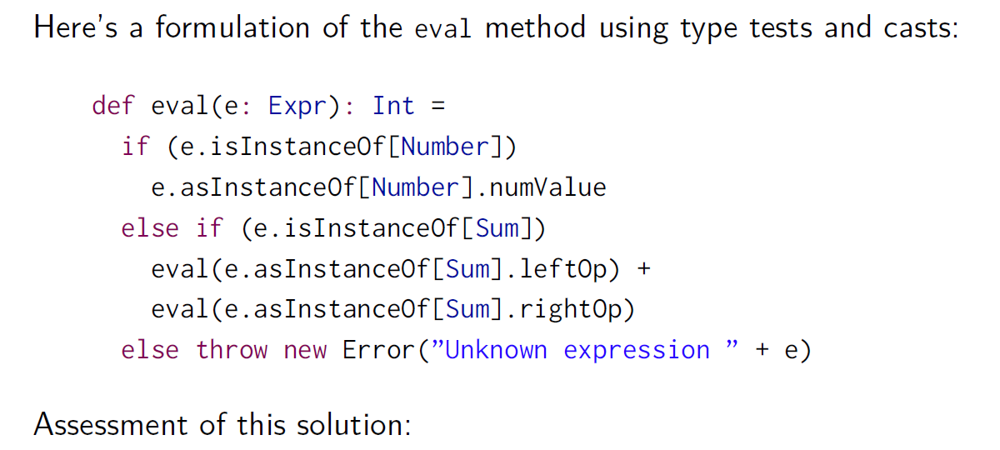 Here's a formulation of the eval method using type tests and casts:
def eval(e: Expr): Int =
if (e.isInstanceOf[Number])
e.asInstanceOf[Number].numValue
else if (e.isInstanceOf[Sum])
eval(e.asInstanceOf[Sum].leftOp) +
eval(e.asInstanceOf[Sum].rightOp)
else throw new Error(”Unknown expression ” + e)
Assessment of this solution: